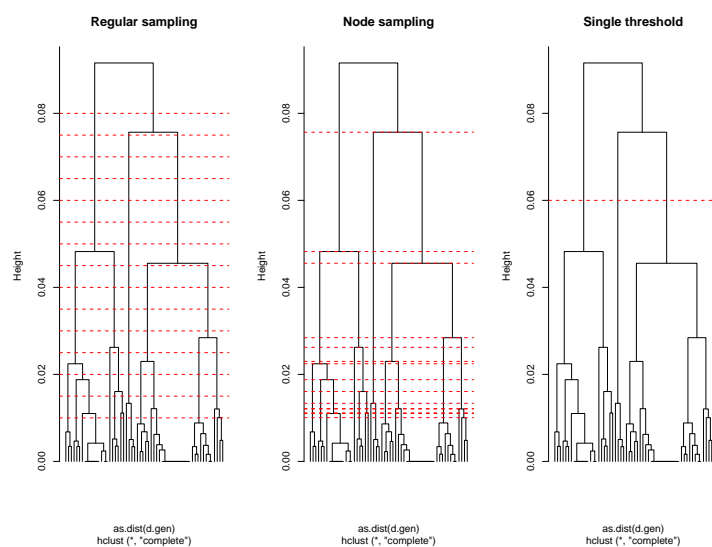 Regular sampling
Height
0.00
0.02
0.04
0.06
0.08
as.dist(d.gen)
hclust (*, "complete")
Node sampling
Height
0.00
0.02
0.04
0.06
0.08
as.dist(d.gen)
hclust (*, "complete")
Single threshold
Height
0.00
0.02
0.04
0.06
0.08
as.dist(d.gen)
hclust (*, "complete")